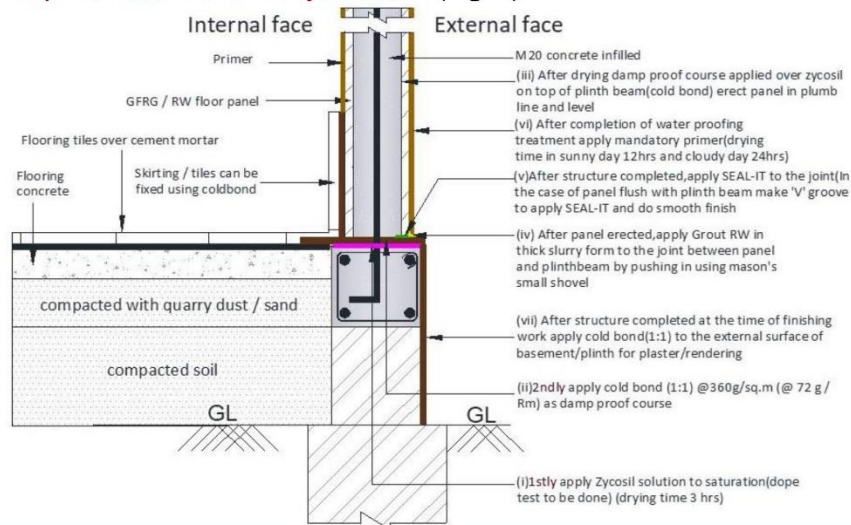 Internal face
External face
Primer
GFRG / RW floor panel
Flooring tiles over cement mortar
Flooring
concrete
Skirting / tiles can be
fixed using coldbond
compacted with quarry dust / sand
compacted soil
GL
GL
M20 concrete infilled
(iii) After drying damp proof course applied over zycosil
on top of plinth beam(cold bond) erect panel in plumb
line and level
(vi) After completion of water proofing
treatment apply mandatory primer(drying
time in sunny day 12hrs and cloudy day 24hrs)
(v)After structure completed,apply SEAL-IT to the joint(In
the case of panel flush with plinth beam make 'V' groove
to apply SEAL-IT and do smooth finish
(iv) After panel erected,apply Grout RW in
thick slurry form to the joint between panel
and plinthbeam by pushing in using mason's
small shovel
(vii) After structure completed at the time of finishing
work apply cold bond(1:1) to the external surface of
basement/plinth for plaster/rendering
(ii)2ndly apply cold bond (1:1) @360g/sq.m (@ 72 g /
Rm) as damp proof course
(i)1stly apply Zycosil solution to saturation(dope
test to be done) (drying time 3 hrs)